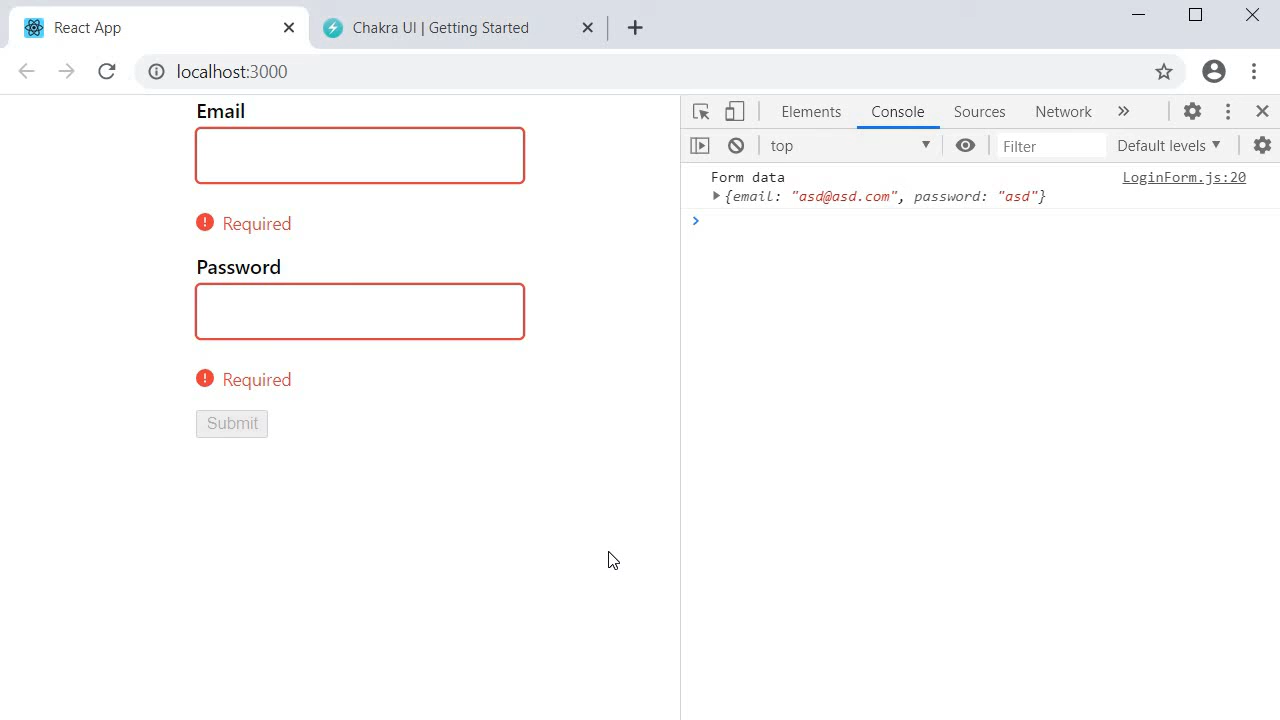 React App
Chakra UI | Getting Started
localhost:3000
Email
Required
Password
Required
Submit
Elements Console Sources Network »
top Filter Default levels
Form data LoginForm.js:20
{email: "asd@asd.com", password: "asd"}